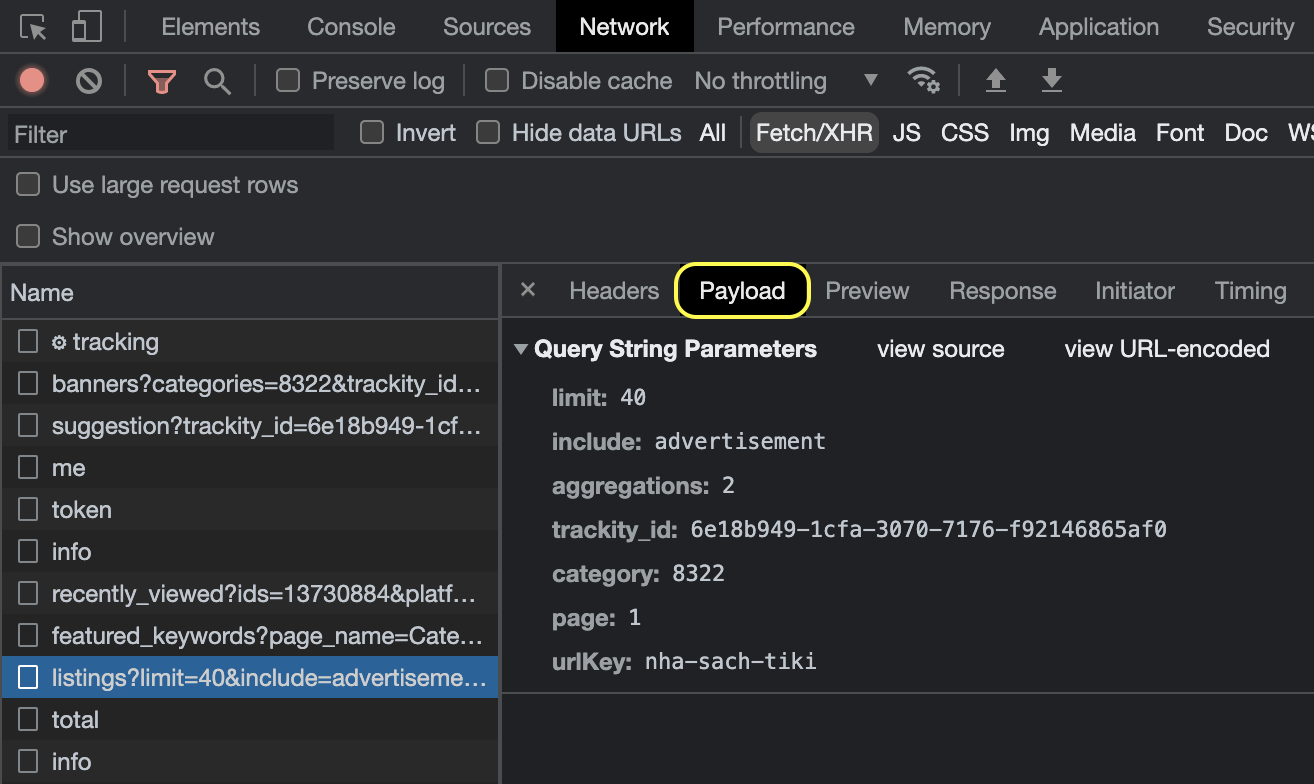 Elements Console Sources Network Performance Memory Application Security
Preserve log Disable cache No throttling
Filter Invert Hide data URLs All Fetch/XHR JS CSS Img Media Font Doc WS
Use large request rows
Show overview
Name
tracking
banners?categories=8322&trackity_id…
suggestion?trackity_id=6e18b949-1cf…
me
token
info
recently_viewed?ids=13730884&platf…
featured_keywords?page_name=Cate…
listings?limit=40&include=advertiseme…
total
info
× Headers Payload Preview Response Initiator Timing
Query String Parameters view source view URL-encoded
limit: 40
include: advertisement
aggregations: 2
trackity_id: 6e18b949-1cfa-3070-7176-f92146865af0
category: 8322
page: 1
urlKey: nha-sach-tiki